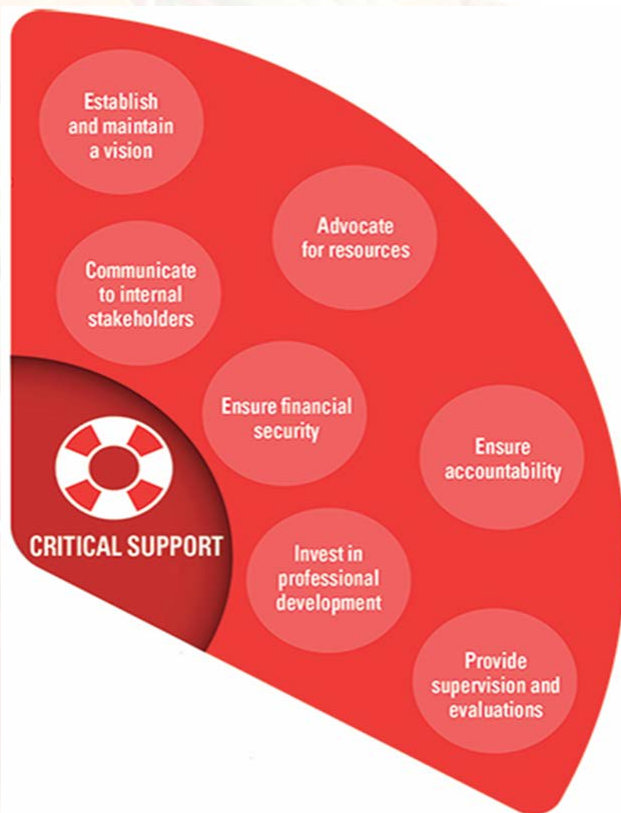 Establish
and maintain
a vision
Advocate
for resources
Communicate
to internal
stakeholders
Ensure financial
security
Ensure
accountability
CRITICAL SUPPORT
Invest in
professional
development
Provide
supervision and
evaluations